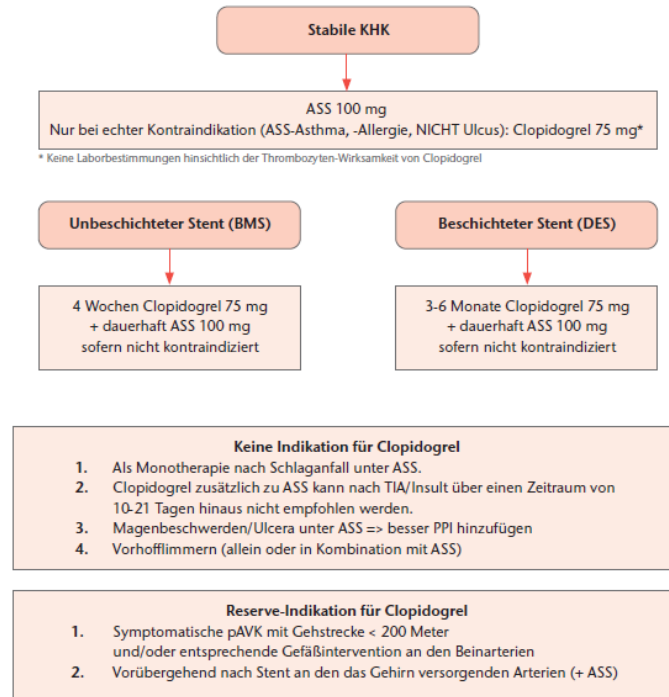 Stabile KHK
ASS 100 mg
Nur bei echter Kontraindikation (ASS-Asthma, -Allergie, NICHT Ulcus): Clopidogrel 75 mg*
* Keine Laborbestimmungen hinsichtlich der Thrombozyten-Wirksamkeit von Clopidogrel
Unbeschichteter Stent (BMS)
4 Wochen Clopidogrel 75 mg
+ dauerhaft ASS 100 mg
sofern nicht kontraindiziert
Beschichteter Stent (DES)
3-6 Monate Clopidogrel 75 mg
+ dauerhaft ASS 100 mg
sofern nicht kontraindiziert
Keine Indikation für Clopidogrel
1. Als Monotherapie nach Schlaganfall unter ASS.
2. Clopidogrel zusätzlich zu ASS kann nach TIA/Insult über einen Zeitraum von
10-21 Tagen hinaus nicht empfohlen werden.
3. Magenbeschwerden/Ulcera unter ASS => besser PPI hinzufügen
4. Vorhofflimmern (allein oder in Kombination mit ASS)
Reserve-Indikation für Clopidogrel
1. Symptomatische pAVK mit Gehstrecke < 200 Meter
und/oder entsprechende Gefäßintervention an den Beinarterien
2. Vorübergehend nach Stent an den das Gehirn versorgenden Arterien (+ ASS)